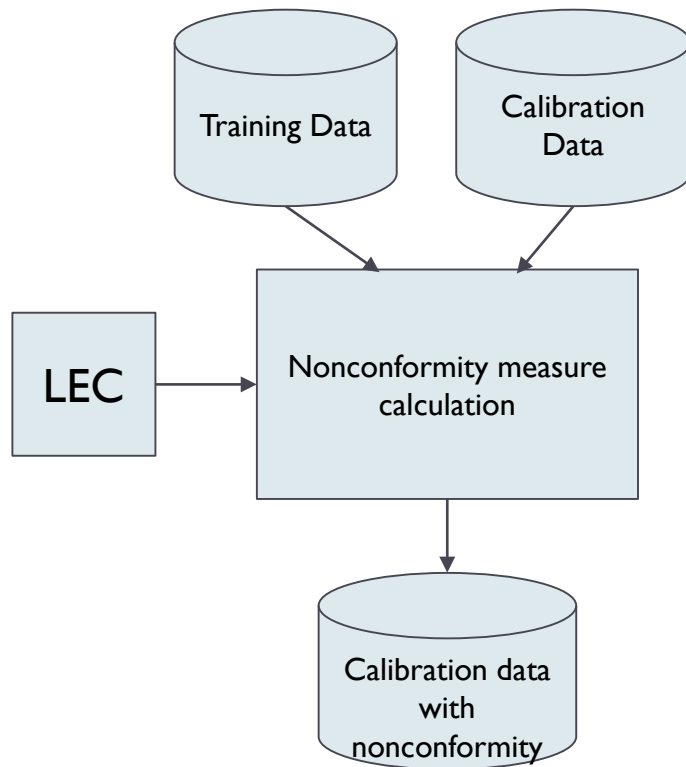 Training Data
Calibration
Data
LEC
Nonconformity measure
calculation
Calibration data
with
nonconformity